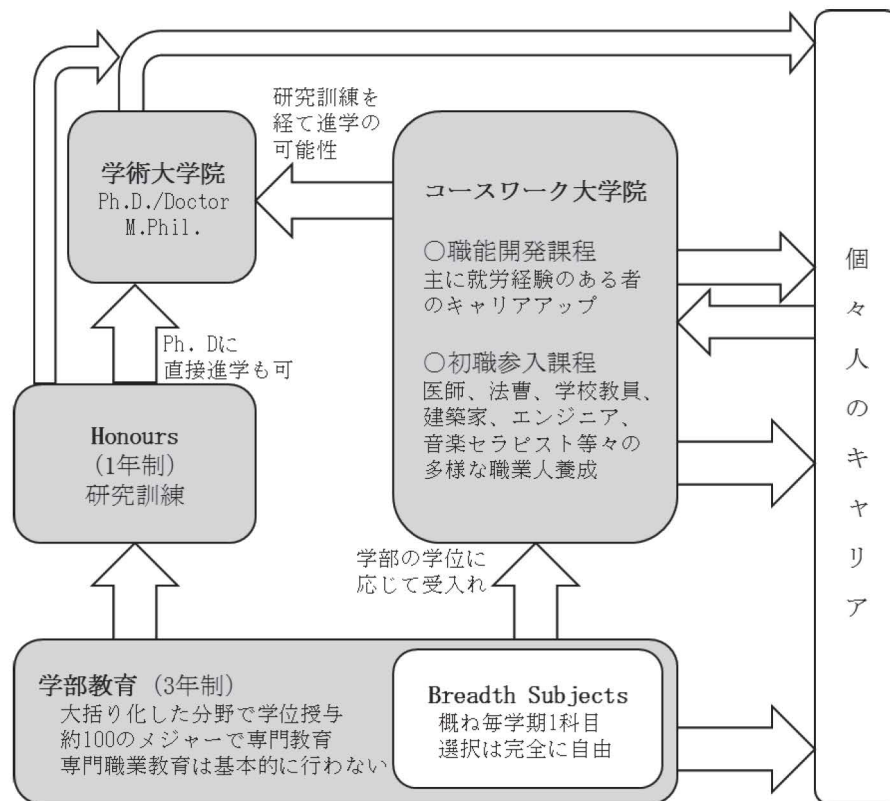 研究訓練を
経て進学の
可能性
学術大学院
Ph.D./Doctor
M.Phil.
コースワーク大学院
○職能開発課程
主に就労経験のある者
のキャリアアップ
○初職参入課程
医師、法曹、学校教員、
建築家、エンジニア、
音楽セラピスト等々の
多様な職業人養成
個々人のキャリア
Ph. Dに
直接進学も可
Honours
(1年制)
研究訓練
学部の学位に
応じて受入れ
学部教育 (3年制)
大括り化した分野で学位授与
約100のメジャーで専門教育
専門職業教育は基本的に行わない
Breadth Subjects
概ね毎学期1科目
選択は完全に自由